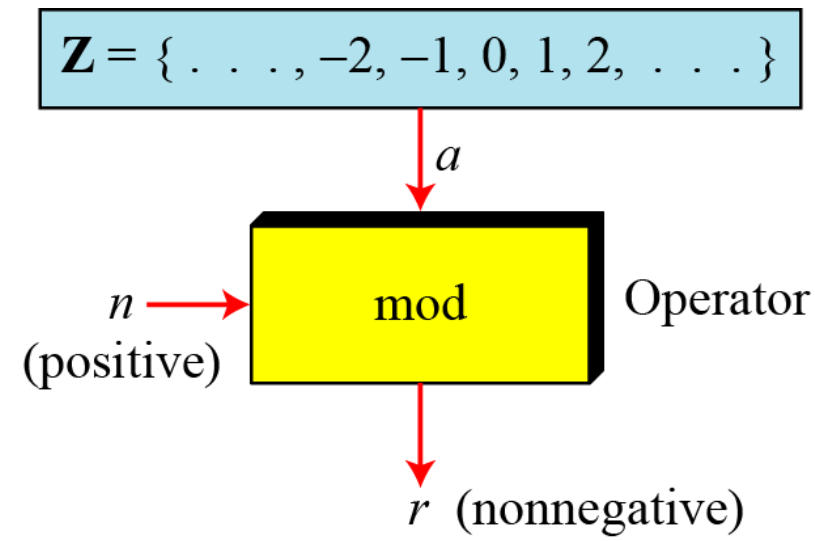 Z = { . . . , –2, –1, 0, 1, 2, . . . }
a
mod
Operator
n
(positive)
r (nonnegative)